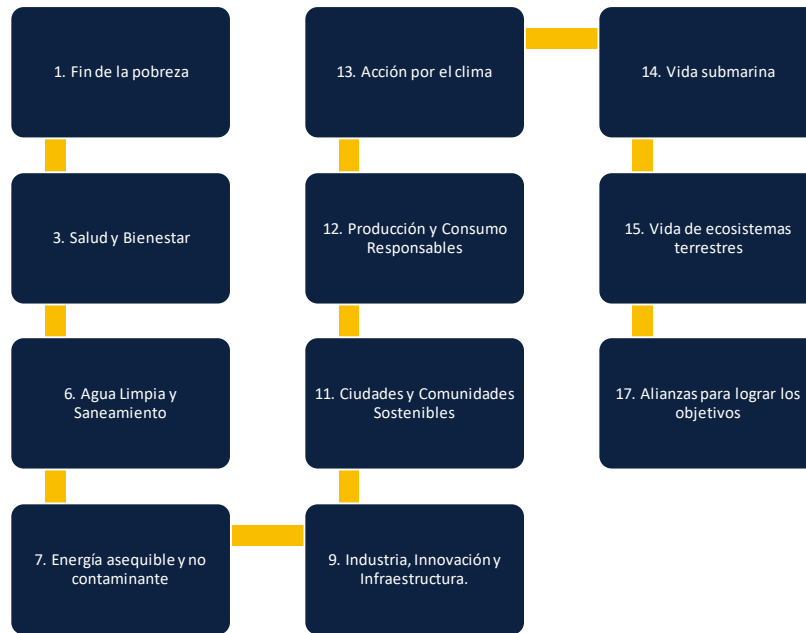 1. Fin de la pobreza
3. Salud y Bienestar
6. Agua Limpia y
Saneamiento
7. Energía asequible y no
contaminante
9. Industria, Innovación y
Infraestructura.
11. Ciudades y Comunidades
Sostenibles
12. Producción y Consumo
Responsables
13. Acción por el clima
14. Vida submarina
15. Vida de ecosistemas
terrestres
17. Alianzas para lograr los
objetivos